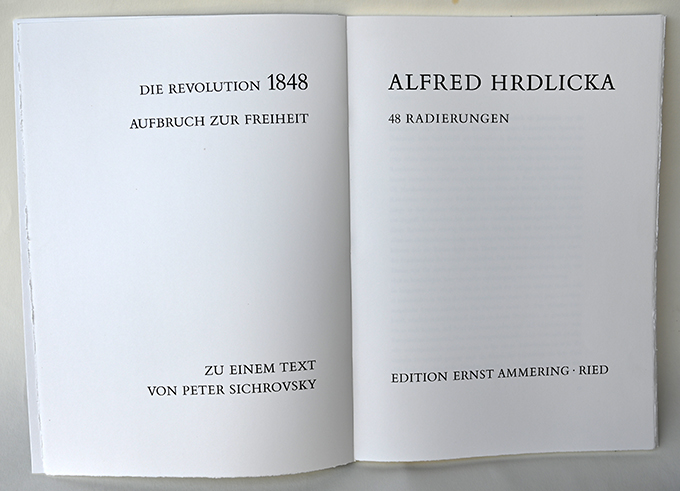 DIE REVOLUTION 1848
AUFBRUCH ZUR FREIHEIT
ZU EINEM TEXT
VON PETER SICHROVSKY
ALFRED HRDLICKA
48 RADIERUNGEN
EDITION ERNST AMMERING · RIED